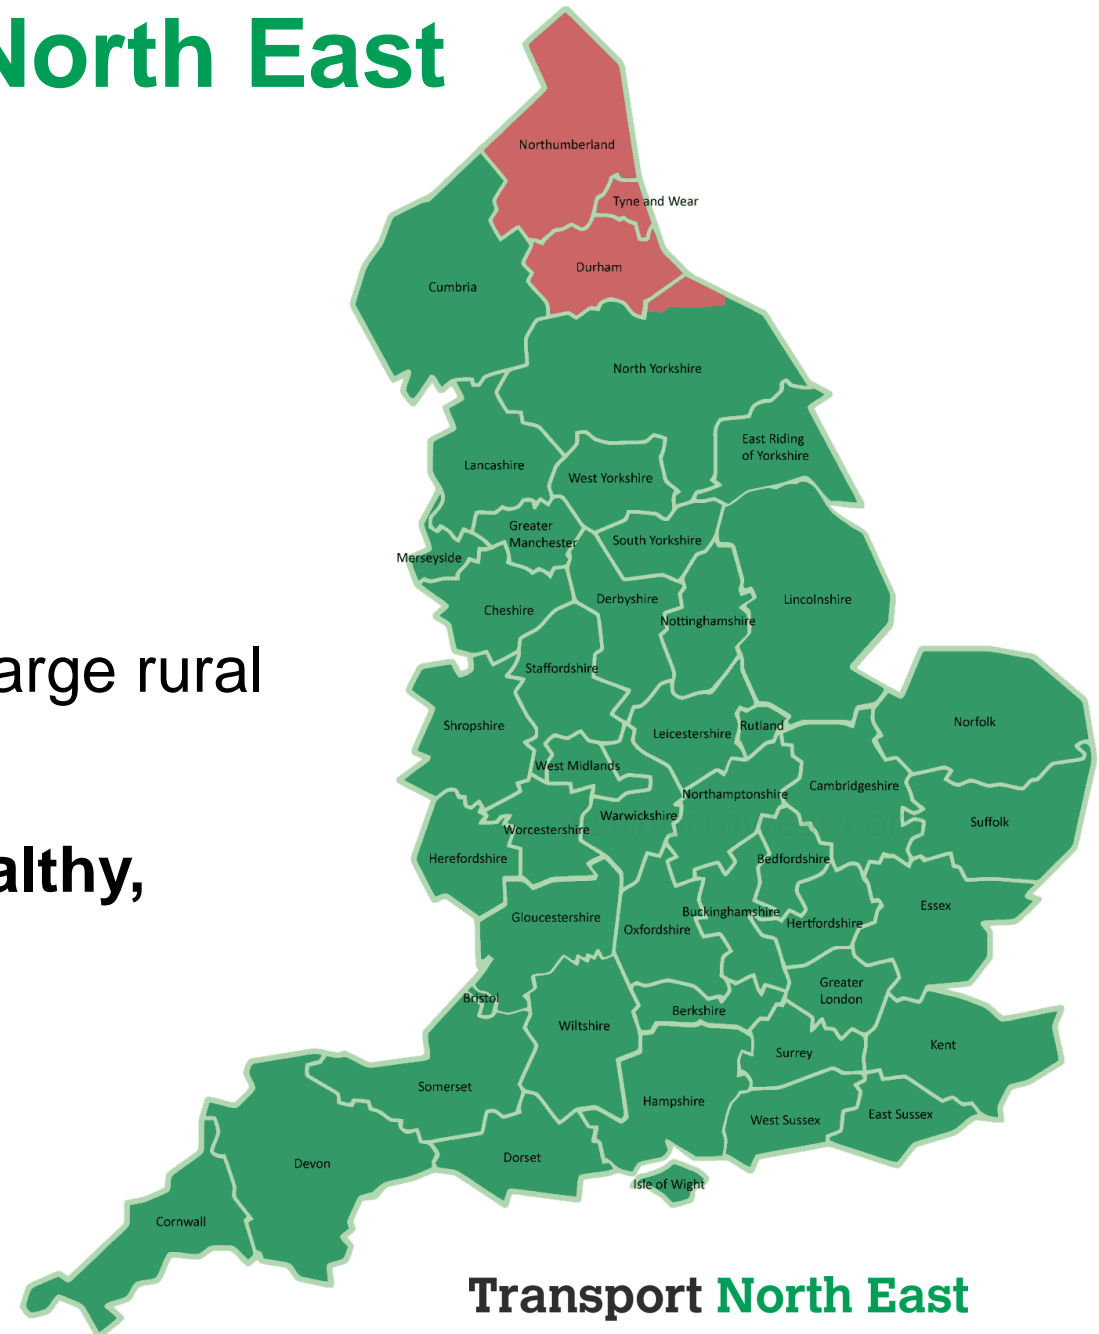 North East
Northumberland
Tyne and Wear
Durham
Cumbria
North Yorkshire
East Riding
of Yorkshire
Lancashire
West Yorkshire
Greater
Manchester
South Yorkshire
Merseyside
Cheshire
Derbyshire
Nottinghamshire
Lincolnshire
arge rural
Staffordshire
Shropshire
Leicestershire
Rutland
Norfolk
West Midlands
Northamptonshire
Cambridgeshire
Warwickshire
Suffolk
Worcestershire
Herefordshire
Bedfordshire
althy,
Gloucestershire
Buckinghamshire
Oxfordshire
Hertfordshire
Essex
Bristol
Greater
London
Berkshire
Wiltshire
Surrey
Kent
Somerset
Hampshire
West Sussex
East Sussex
Devon
Dorset
Isle of Wight
Cornwall
Transport North East